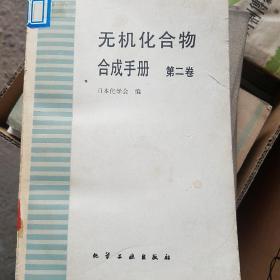 无机化合物
合成手册 第二卷
日本化学会 编
化学工业出版社